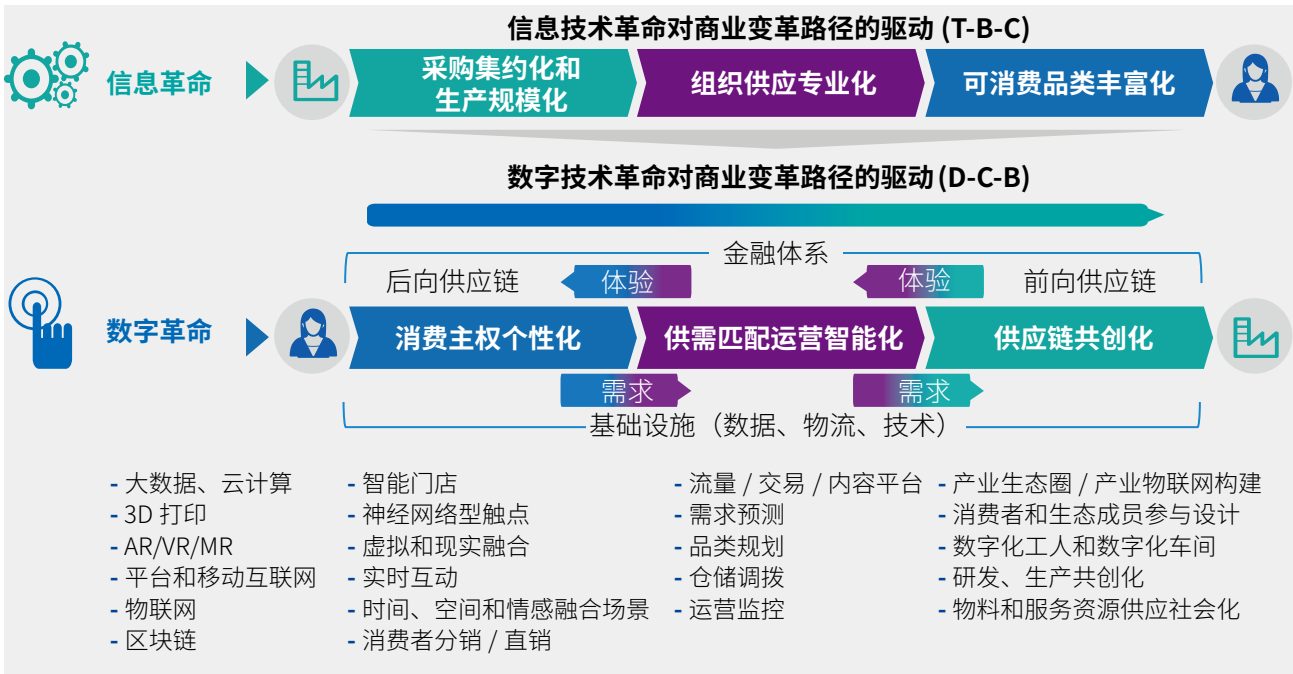 信息技术革命对商业变革路径的驱动 (T-B-C)
信息革命
采购集约化和
生产规模化
组织供应专业化
可消费品类丰富化
数字技术革命对商业变革路径的驱动 (D-C-B)
金融体系
后向供应链
体验
体验
前向供应链
数字革命
消费主权个性化
供需匹配运营智能化
供应链共创化
需求
需求
基础设施（数据、物流、技术）
- 大数据、云计算
- 3D 打印
- AR/VR/MR
- 平台和移动互联网
- 物联网
- 区块链
- 智能门店
- 神经网络型触点
- 虚拟和现实融合
- 实时互动
- 时间、空间和情感融合场景
- 消费者分销 / 直销
- 流量 / 交易 / 内容平台
- 需求预测
- 品类规划
- 仓储调拨
- 运营监控
- 产业生态圈 / 产业物联网构建
- 消费者和生态成员参与设计
- 数字化工人和数字化车间
- 研发、生产共创化
- 物料和服务资源供应社会化